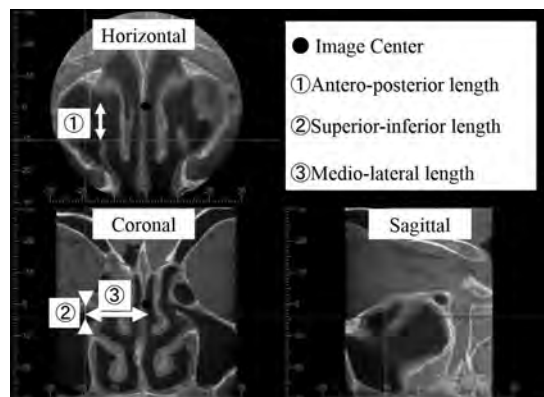 Horizontal
● Image Center
①Antero-posterior length
②Superior-inferior length
③Medio-lateral length
①
Coronal
Sagittal
③
②